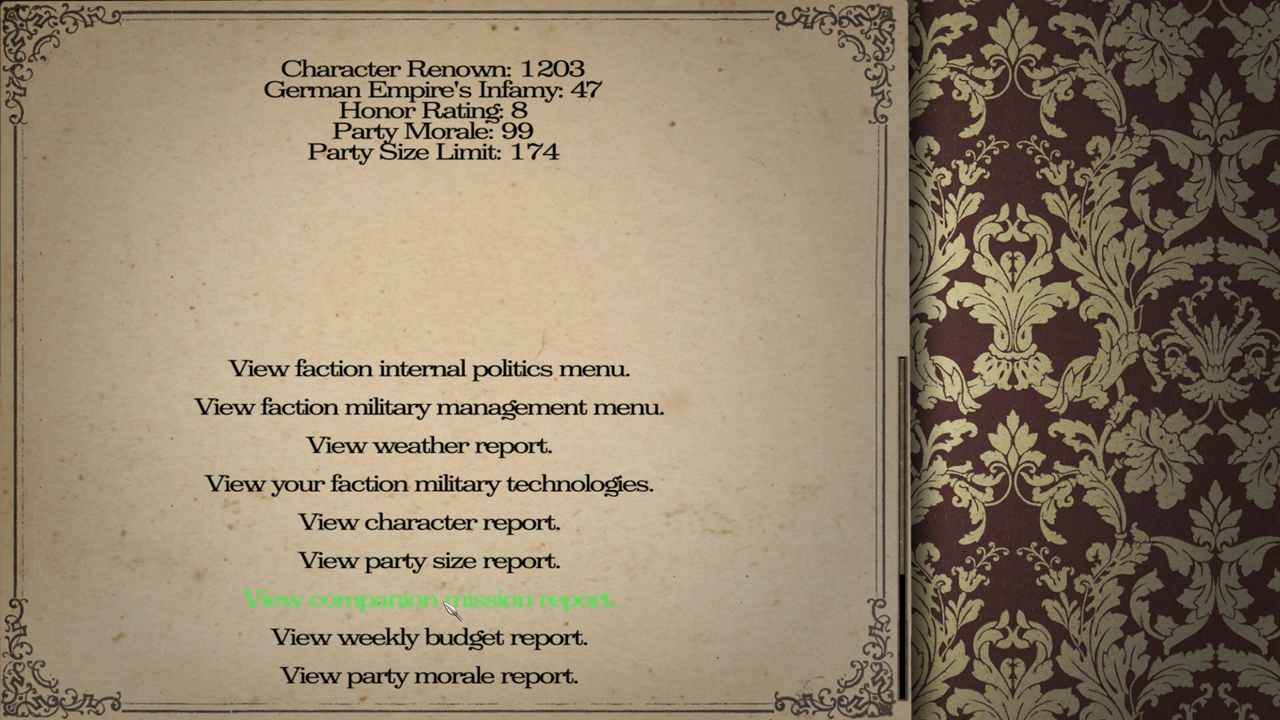 Character Renown: 1203
German Empire's Infamy: 47
Honor Rating: 8
Party Morale: 99
Party Size Limit: 174
View faction internal politics menu.
View faction military management menu.
View weather report.
View your faction military technologies.
View character report.
View party size report.
View companion mission report.
View weekly budget report.
View party morale report.